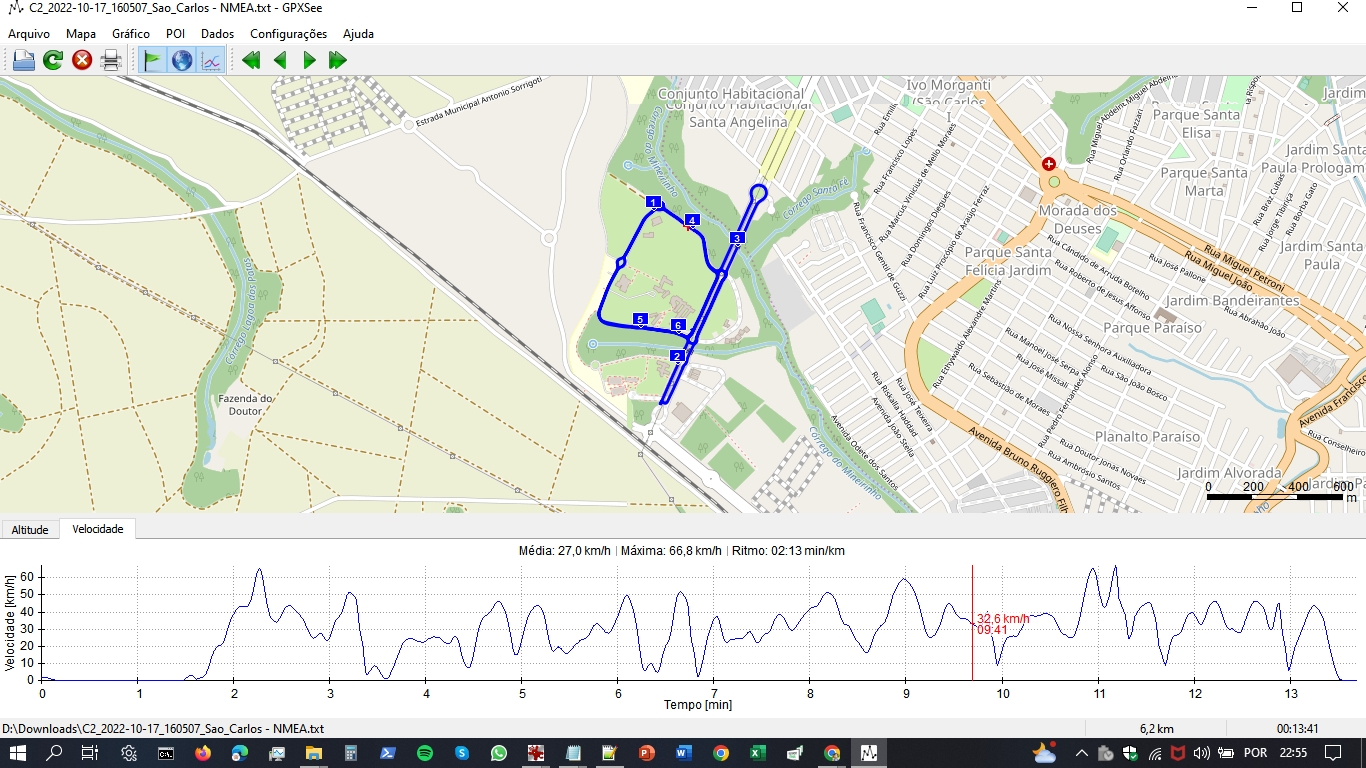 C2_2022-10-17_160507_Sao_Carlos - NMEA.txt - GPXSee
Arquivo Mapa Gráfico POI Dados Configurações Ajuda
Estrada Municipal Antonio Sorrigoti
Conjunto Habitacional
Conjunto Habitacional
Santa Angelina
Ivo Morganti
(São Carlos
I
Rua Miguel Abdelnur
Jardim
Parque Santa
Elisa
Rua Orlando Fazzari
Rua Emili
Rua Francisco Lopes
Rua Marcus Vinicius de Mello Moraes
Rua Domingos Diegues
Rua Luiz Procópio de Araujo Ferraz
Jardim Santa
Paula Prologam
Parque Santa
Marta
Rua Braz Cubas
Rua Jorge Tibiriça
Rua Borba Gato
Córrego do Mineirinho
Córrego Santa Fé
Morada dos
Deuses
Rua Miguel Petroni
Rua Miguel João
Jardim Santa
Paula
Parque Santa
Felícia Jardim
Rua Cândido de Arruda Botelho
Rua Roberto de Jesus Affonso
Rua José Pallone
Rua Abrahão João
Jardim Bandeirantes
Parque Paraíso
Rua Francisco Gentil de Guzzi
Rua Ethywaldo Alexandre Martins
Rua Nossa Senhora Auxiliadora
Rua Manoel José Serpa
Rua José Missali
Rua São João Bosco
Rua Sebastião de Moraes
Rua Pedro Fernandes Alonso
Córrego Lagoa dos Patos
Fazenda do
Doutor
1
4
3
5
6
2
Rua Riskalla Haddad
Rua José Teixeira
Avenida João Stella
Avenida Odete dos Santos
Córrego do Mineirinho
Avenida Bruno Ruggiero Filho
Planalto Paraíso
Rua Doutor Jonas Novaes
Rua Ambrósio Santos
Avenida Francisco
Rua Conselheiro
Jardim Alvorada
Jardim Pa
0 200 400 600
m
Altitude Velocidade
Média: 27,0 km/h | Máxima: 66,8 km/h | Ritmo: 02:13 min/km
Velocidade [km/h]
60
50
40
30
20
10
0
32,6 km/h
09:41
0 1 2 3 4 5 6 7 8 9 10 11 12 13
Tempo [min]
D:\Downloads\C2_2022-10-17_160507_Sao_Carlos - NMEA.txt 6,2 km 00:13:41
POR 22:55